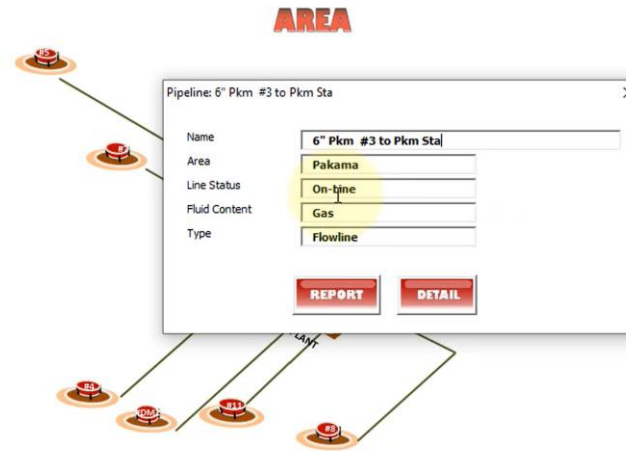 AREA
#5
Pipeline: 6" Pkm #3 to Pkm Sta
#
Name 6" Pkm #3 to Pkm Sta
Area Pakama
Line Status On-Line
Fluid Content Gas
Type Flowline
REPORT DETAIL
PLANT
#4
#11
#8